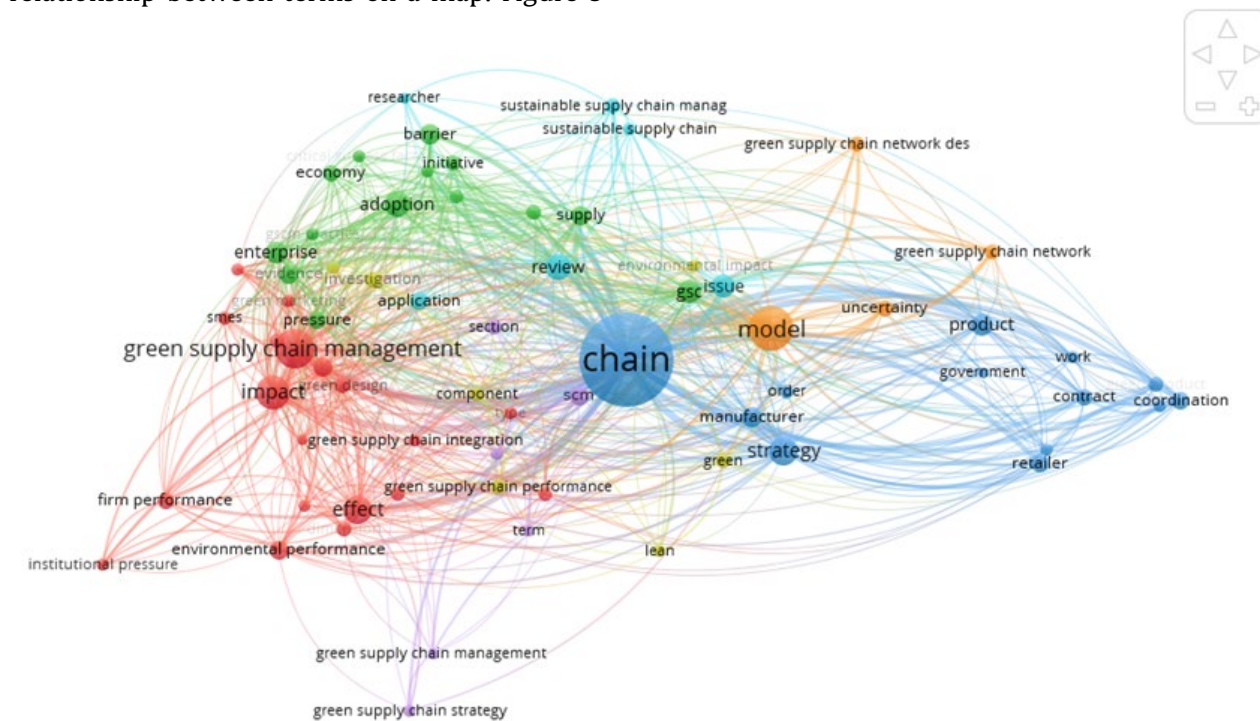 relationship between terms on a map. Figure 3
researcher
sustainable supply chain manag
sustainable supply chain
barrier
green supply chain network des
initiative
economy
adoption
supply
enterprise
green supply chain network
review
environmental impact
evidence
investigation
issue
gsc
green marketing
application
uncertainty
smes
pressure
section
model
product
green supply chain management
chain
work
government
green design
impact
component
scm
order
contract
coordination
type
manufacturer
green supply chain integration
strategy
green
retailer
green supply chain performance
firm performance
effect
term
environmental performance
lean
institutional pressure
green supply chain management
green supply chain strategy